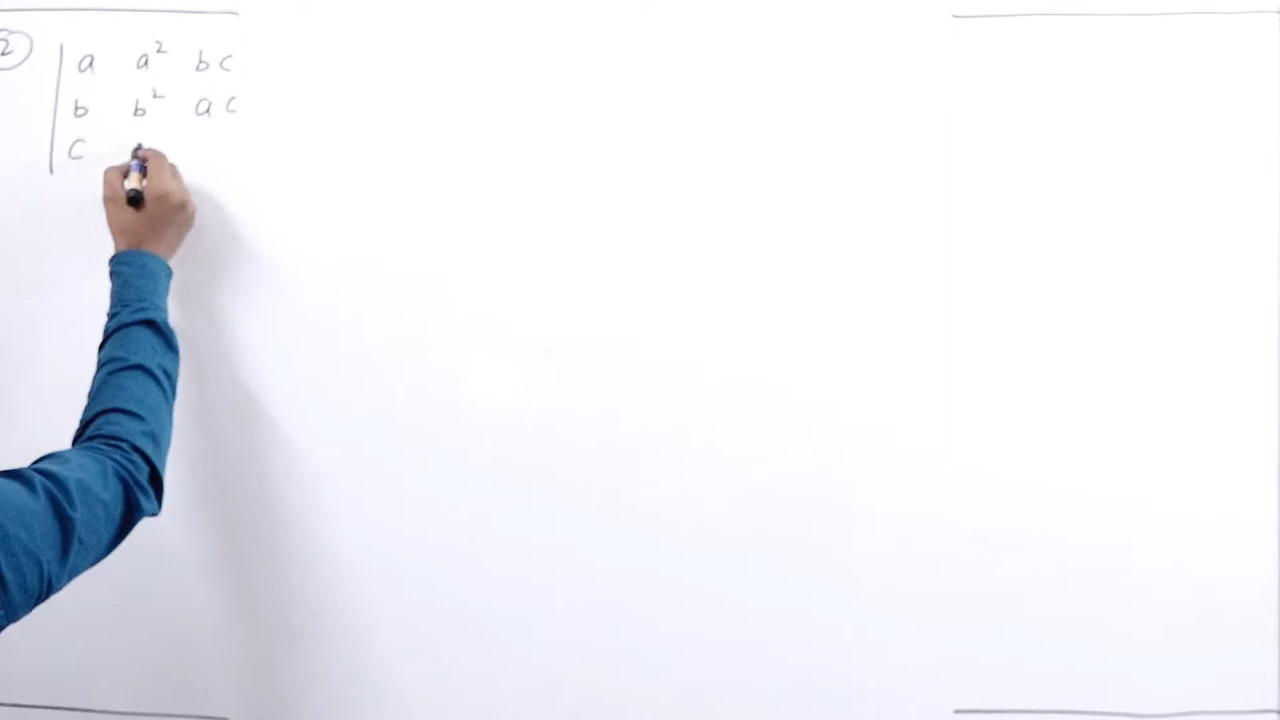 ② | a a² bc
b b² ac
c